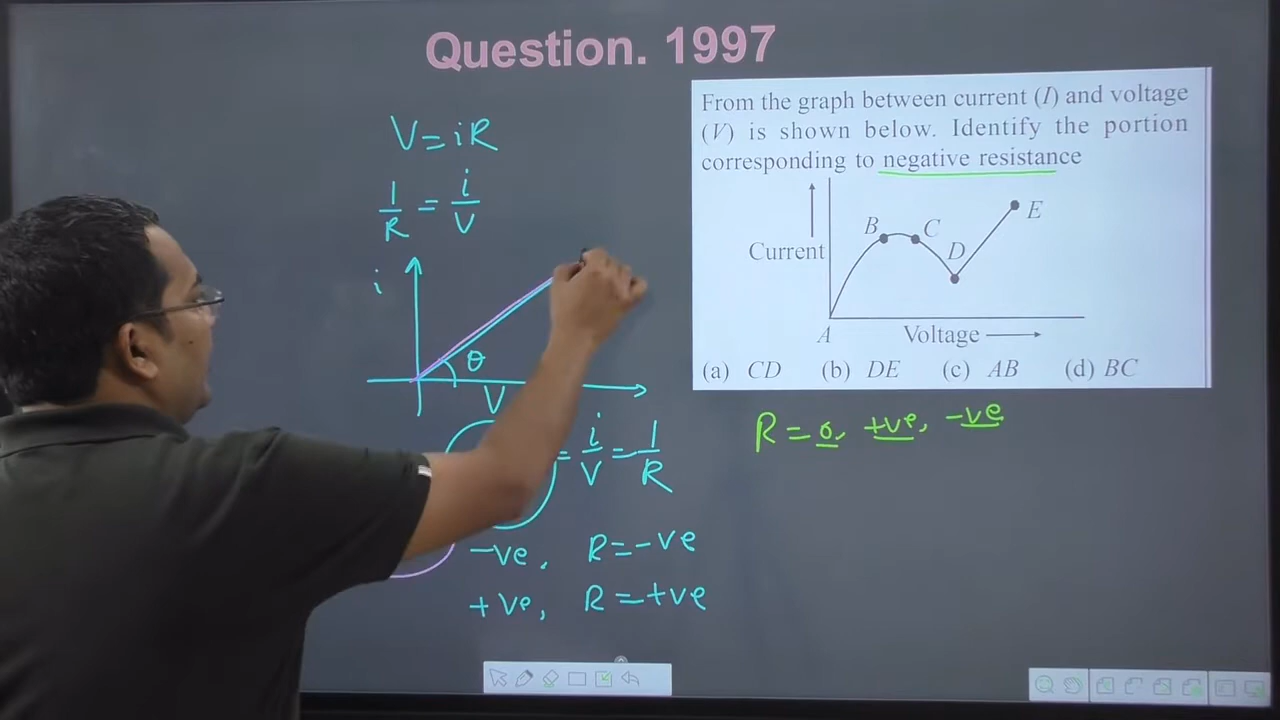 Question. 1997
V=iR
1/R = i/V
i
θ
V
= i/V = 1/R
-ve, R=-ve
+ve, R=+ve
From the graph between current (I) and voltage
(V) is shown below. Identify the portion
corresponding to negative resistance
B
C
E
D
Current
A
Voltage
(a) CD (b) DE (c) AB (d) BC
R=0, +ve, -ve